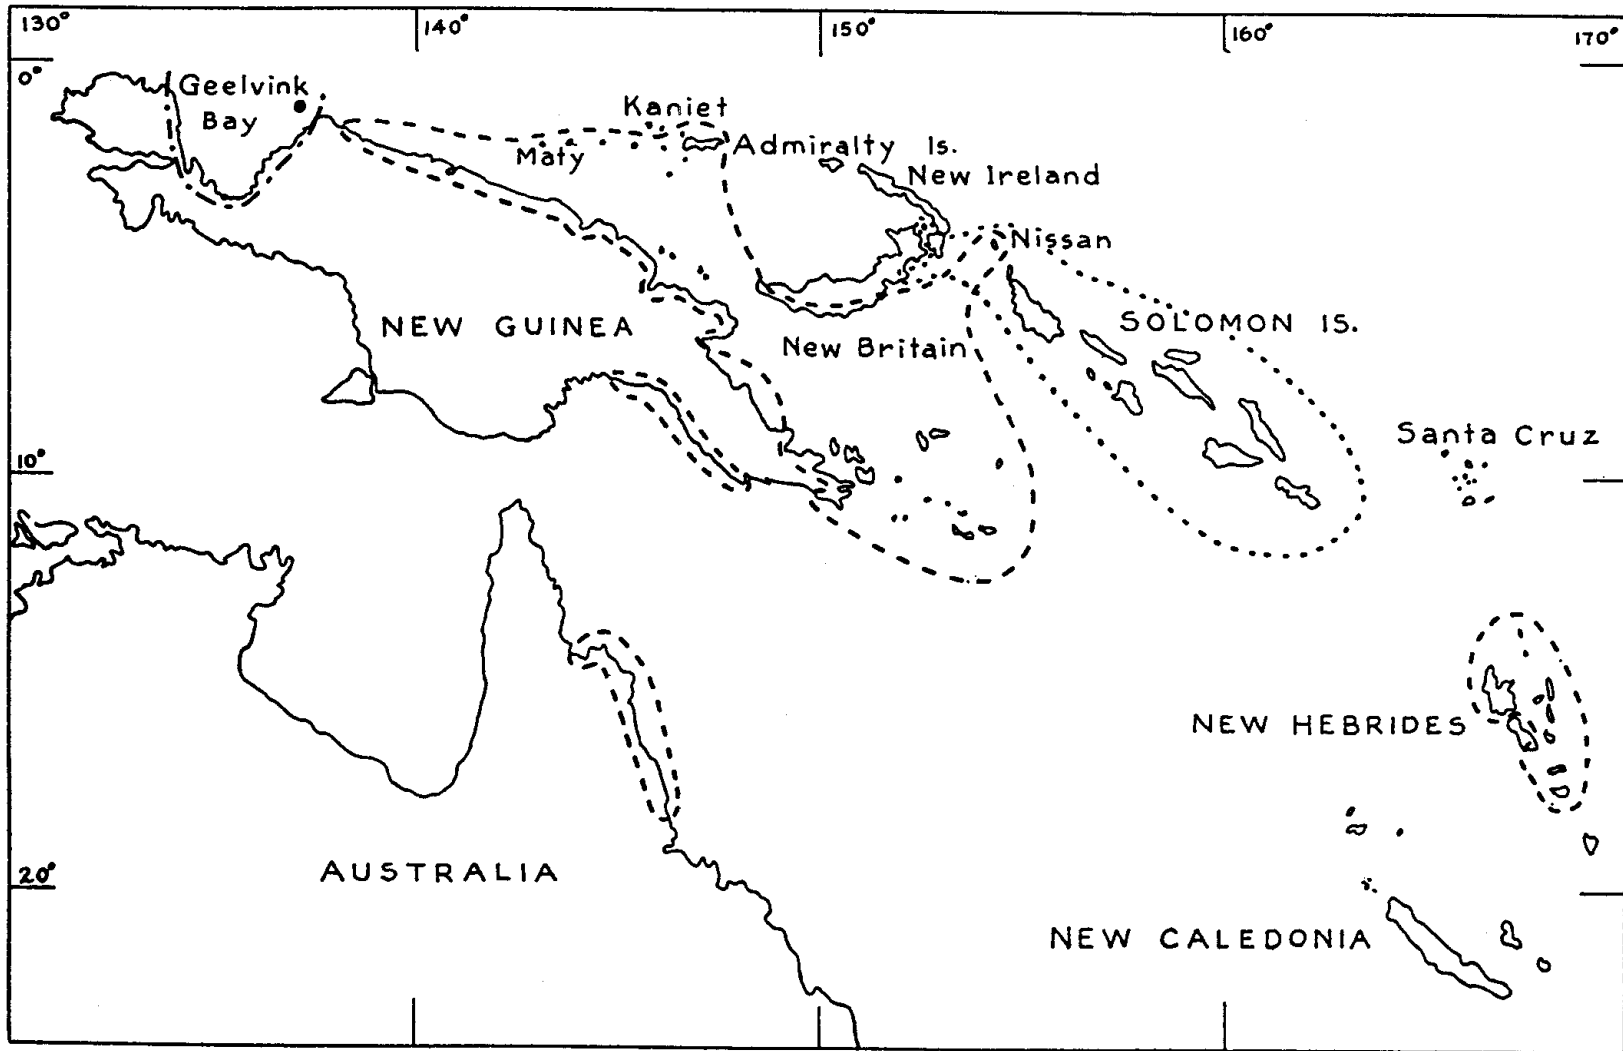 130°
140°
150°
160°
170°
0°
Geelvink
Bay
Kaniet
Maty
Admiralty Is.
New Ireland
Nissan
NEW GUINEA
New Britain
SOLOMON IS.
Santa Cruz
10°
NEW HEBRIDES
AUSTRALIA
20°
NEW CALEDONIA